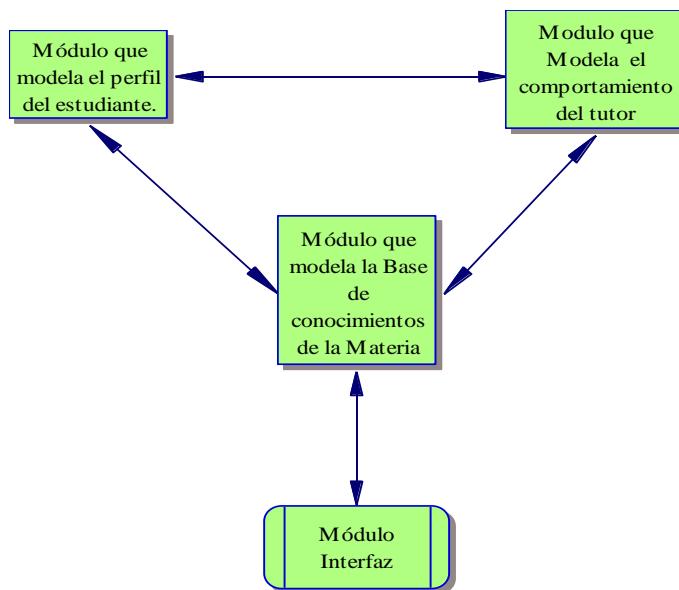 Módulo que
modela el perfil
del estudiante.
Modulo que
Modela el
comportamiento
del tutor
Módulo que
modela la Base
de
conocimientos
de la Materia
Módulo
Interfaz